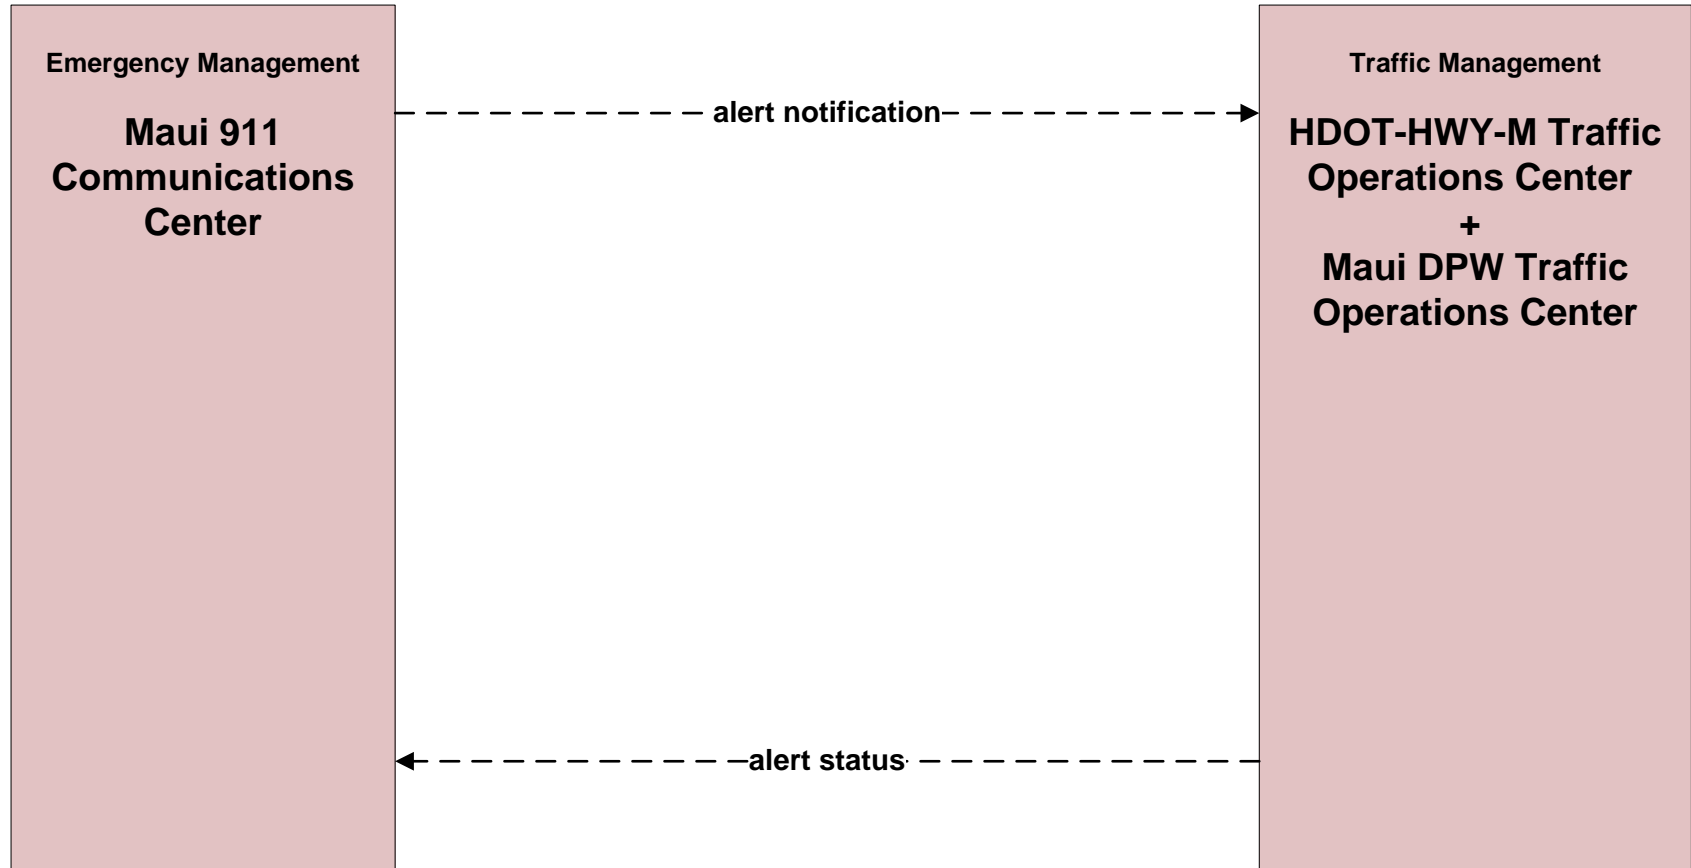 Emergency Management
Maui 911
Communications
Center
alert notification
Traffic Management
HDOT-HWY-M Traffic
Operations Center
+
Maui DPW Traffic
Operations Center
alert status